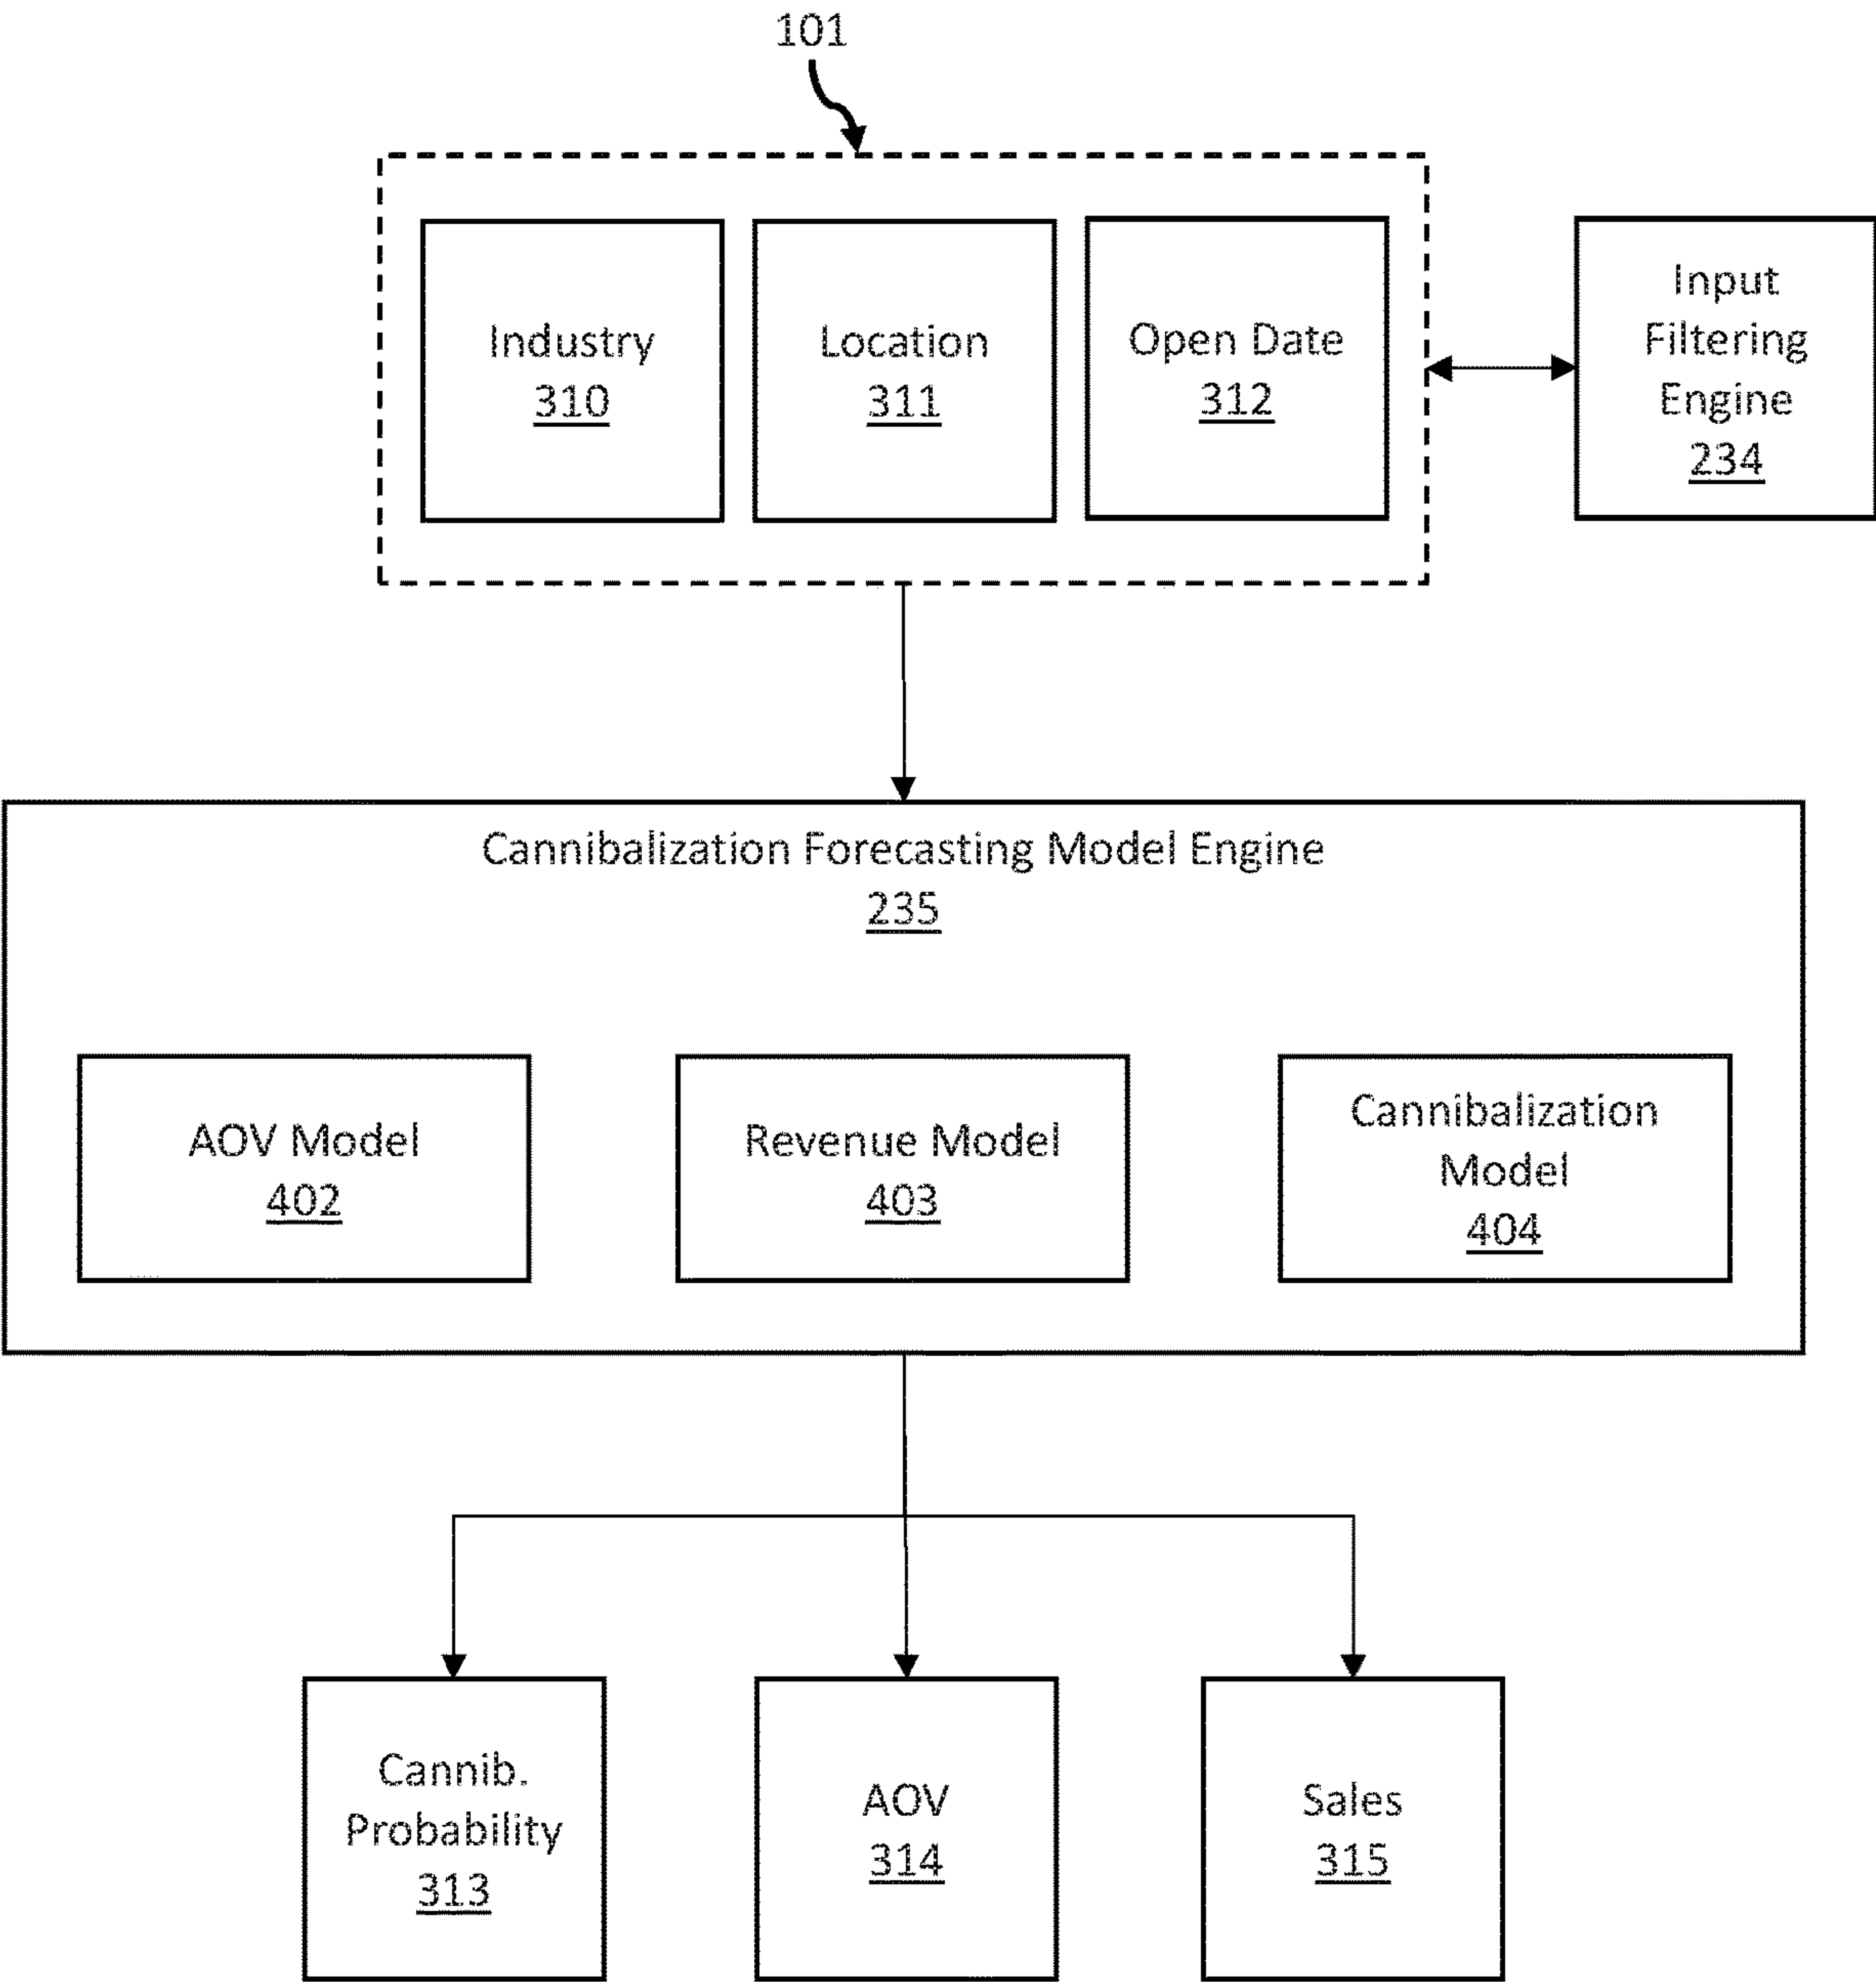 101
Industry
310
Location
311
Open Date
312
Input
Filtering
Engine
234
Cannibalization Forecasting Model Engine
235
AOV Model
402
Revenue Model
403
Cannibalization
Model
404
Cannib.
Probability
313
AOV
314
Sales
315